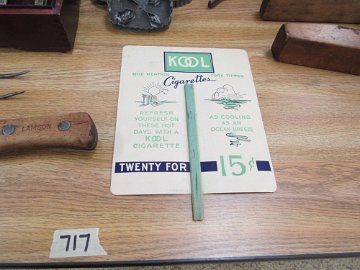 KOOL
MILD MENTHOL
CORK TIPPED
Cigarettes
REFRESH
YOURSELF ON
THESE HOT
DAYS WITH A
KOOL
CIGARETTE
AS COOLING
AS AN
OCEAN BREEZE
TWENTY FOR
15¢
LAMSON
717